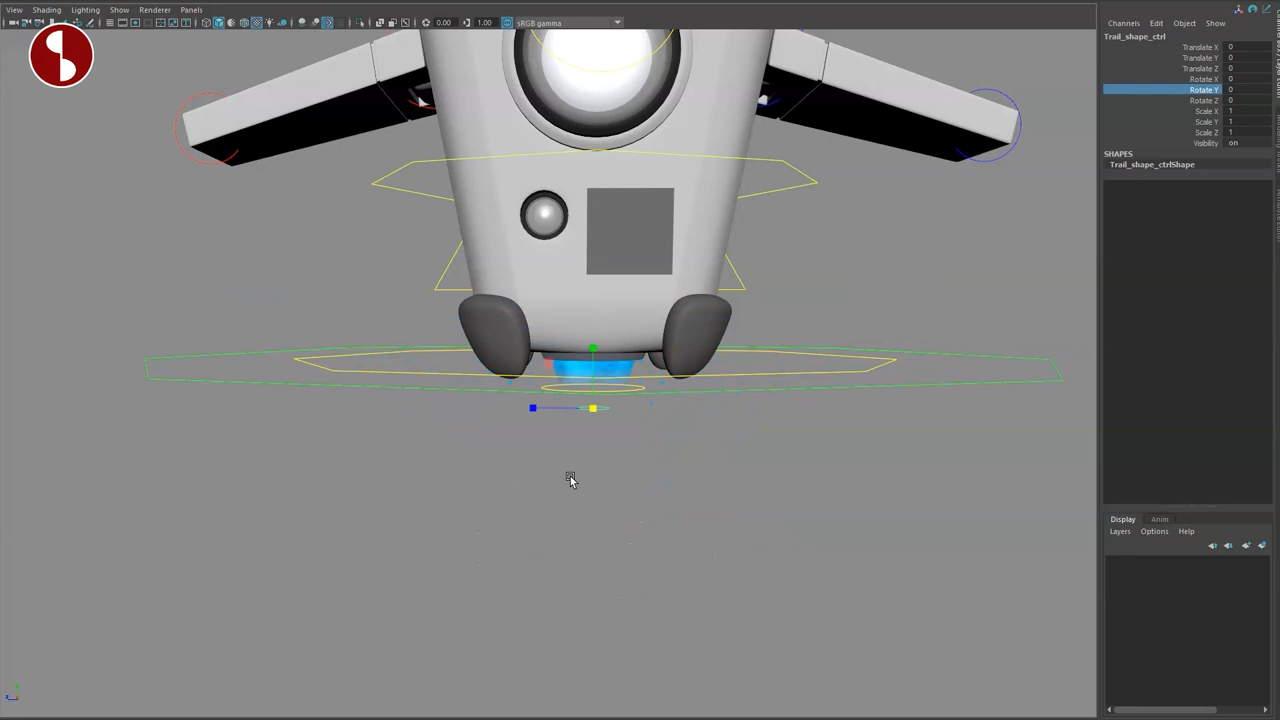 View Shading Lighting Show Renderer Panels
0.00 1.00 sRGB gamma
Channels Edit Object Show
Trail_shape_ctrl
Translate X 0
Translate Y 0
Translate Z 0
Rotate X 0
Rotate Y 0
Rotate Z 0
Scale X 1
Scale Y 1
Scale Z 1
Visibility on
SHAPES
Trail_shape_ctrlShape
Display Anim
Layers Options Help